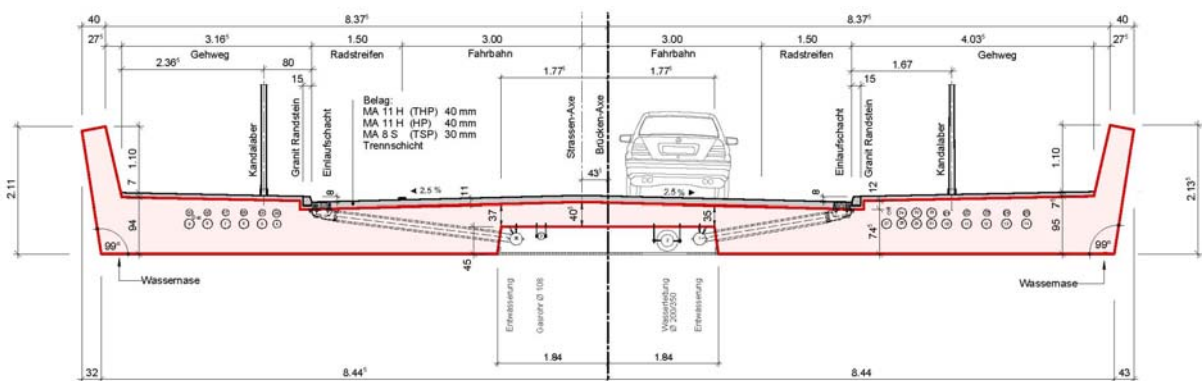 40 8.37⁵ 8.37⁵ 40
27⁵ 3.16⁵ 1.50 3.00 3.00 1.50 4.03⁵ 27⁵
Gehweg Radstreifen Fahrbahn Fahrbahn Radstreifen Gehweg
2.36⁵ 80 1.77⁵ 1.77⁵ 1.67
15 15
Belag:
MA 11 H (THP) 40 mm
MA 11 H (HP) 40 mm
MA 8 S (TSP) 30 mm
Trennschicht
Kandalaber
Granit Randstein
Einlaufschacht
Strassen-Axe
Brücken-Axe
Einlaufschacht
Granit Randstein
Kandalaber
43⁵
2.11 1.10 7 94
8 2.5 % 11 2.5 % 8 12
37 40⁵ 35
1.10 7⁵ 95 2.13⁵
74⁵
45
99⁶ 99⁶
Wassernase Wassernase
Entwässerung
Gasrohr Ø 108
Wasserleitung
Ø 200/350
Entwässerung
1.84 1.84
32 8.44⁵ 8.44 43